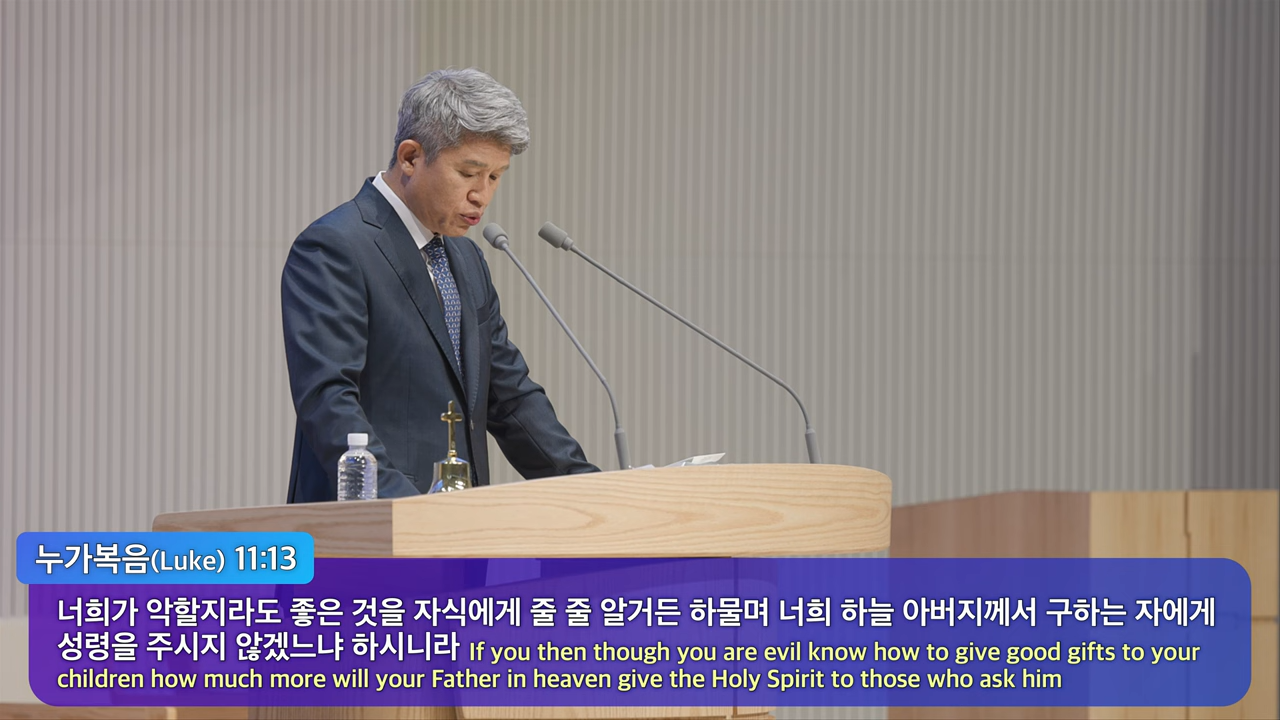 누가복음(Luke) 11:13
너희가 악할지라도 좋은 것을 자식에게 줄 줄 알거든 하물며 너희 하늘 아버지께서 구하는 자에게
성령을 주시지 않겠느냐 하시니라 If you then though you are evil know how to give good gifts to your
children how much more will your Father in heaven give the Holy Spirit to those who ask him